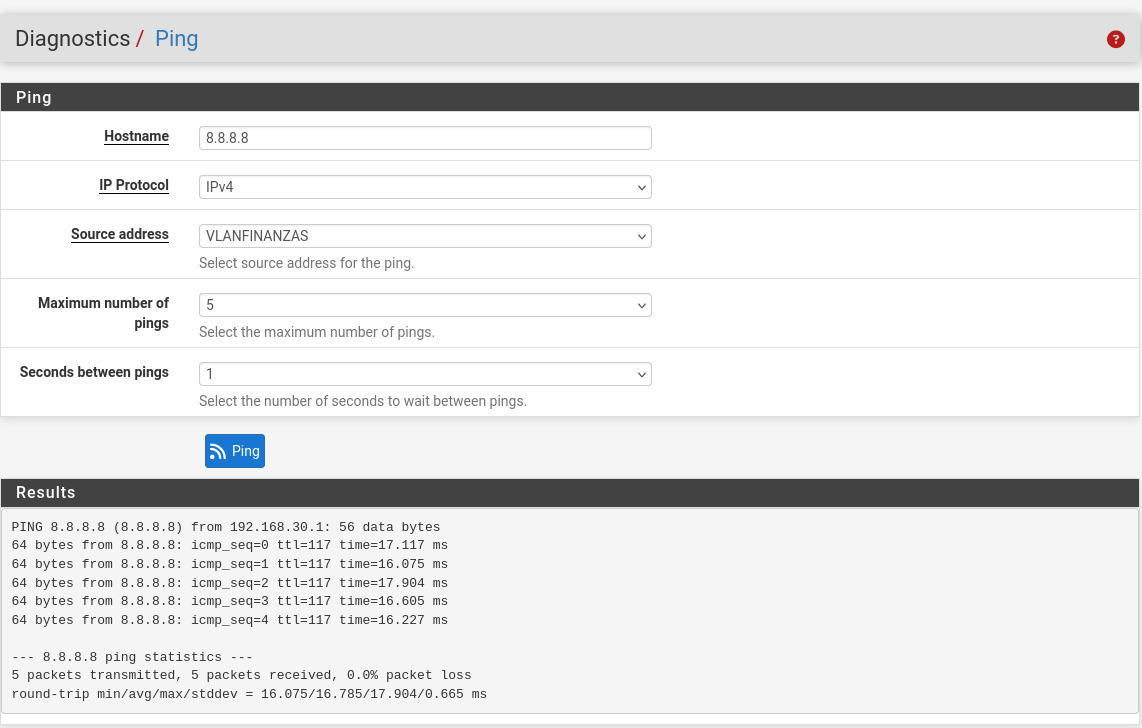 Diagnostics / Ping
?
Ping
Hostname
8.8.8.8
IP Protocol
IPv4
Source address
VLANFINANZAS
Select source address for the ping.
Maximum number of
pings
5
Select the maximum number of pings.
Seconds between pings
1
Select the number of seconds to wait between pings.
Ping
Results
PING 8.8.8.8 (8.8.8.8) from 192.168.30.1: 56 data bytes
64 bytes from 8.8.8.8: icmp_seq=0 ttl=117 time=17.117 ms
64 bytes from 8.8.8.8: icmp_seq=1 ttl=117 time=16.075 ms
64 bytes from 8.8.8.8: icmp_seq=2 ttl=117 time=17.904 ms
64 bytes from 8.8.8.8: icmp_seq=3 ttl=117 time=16.605 ms
64 bytes from 8.8.8.8: icmp_seq=4 ttl=117 time=16.227 ms
--- 8.8.8.8 ping statistics ---
5 packets transmitted, 5 packets received, 0.0% packet loss
round-trip min/avg/max/stddev = 16.075/16.785/17.904/0.665 ms